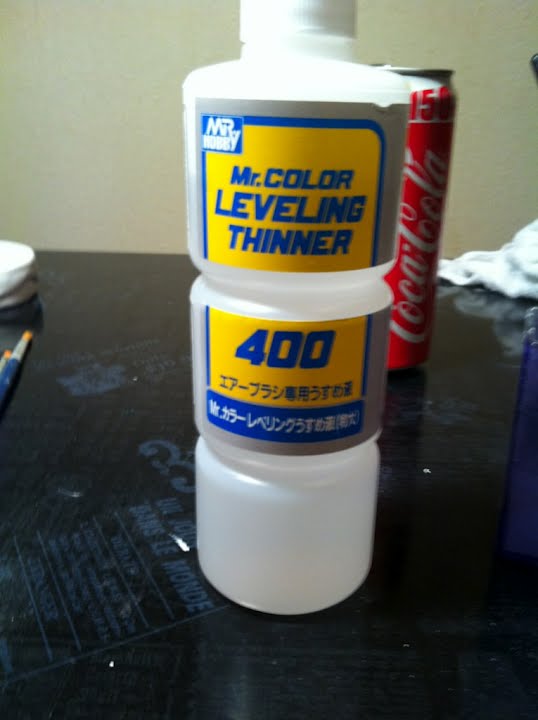 MR
HOBBY
Mr.COLOR
LEVELING
THINNER
400
エアーブラシ専用うすめ液
Mr.カラー レベリングうすめ液(特大)
150
Coca-Cola